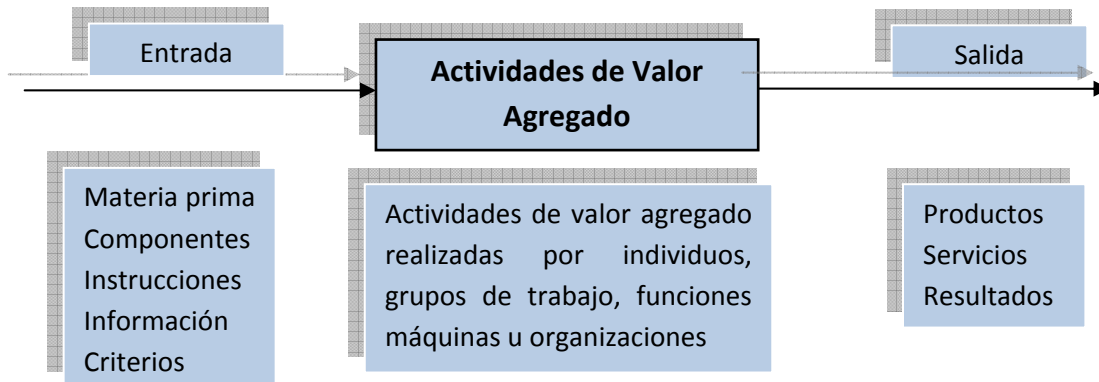 Entrada
Actividades de Valor
Agregado
Salida
Materia prima
Componentes
Instrucciones
Información
Criterios
Actividades de valor agregado
realizadas por individuos,
grupos de trabajo, funciones
máquinas u organizaciones
Productos
Servicios
Resultados